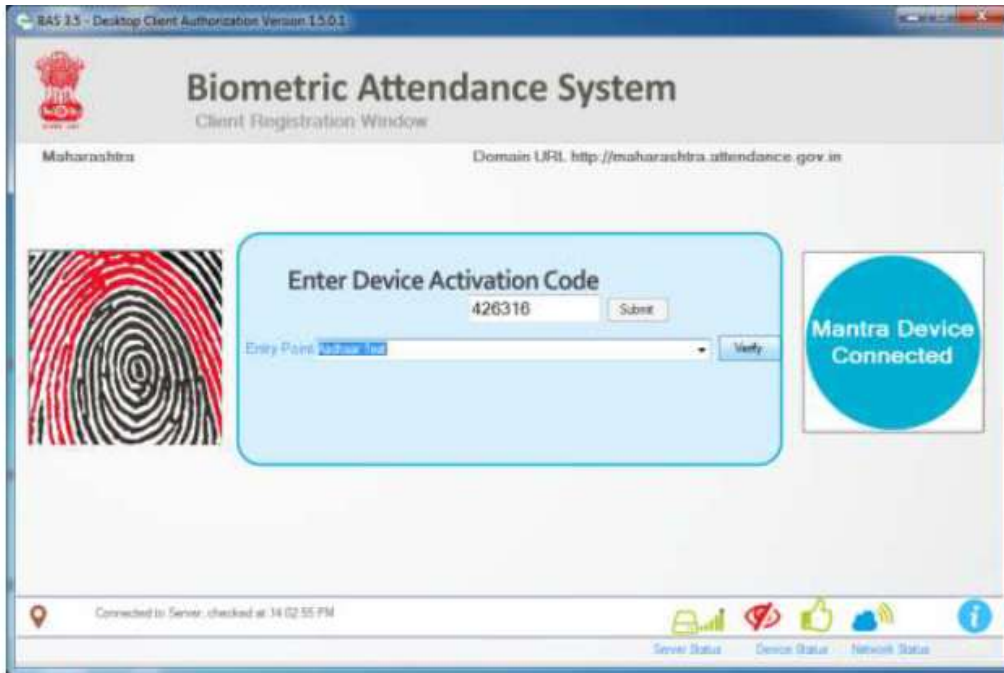 BAS 3.5 - Desktop Client Authorization Version 1.5.0.1
Biometric Attendance System
Client Registration Window
Maharashtra
Domain URL http://maharashtra.attendance.gov.in
Enter Device Activation Code
426316
Submit
Entry Point
Verify
Mantra Device
Connected
Connected to Server, checked at 14:02:55 PM
Server Status
Device Status
Network Status